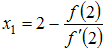 x₁ = 2 − f(2)/f′(2)